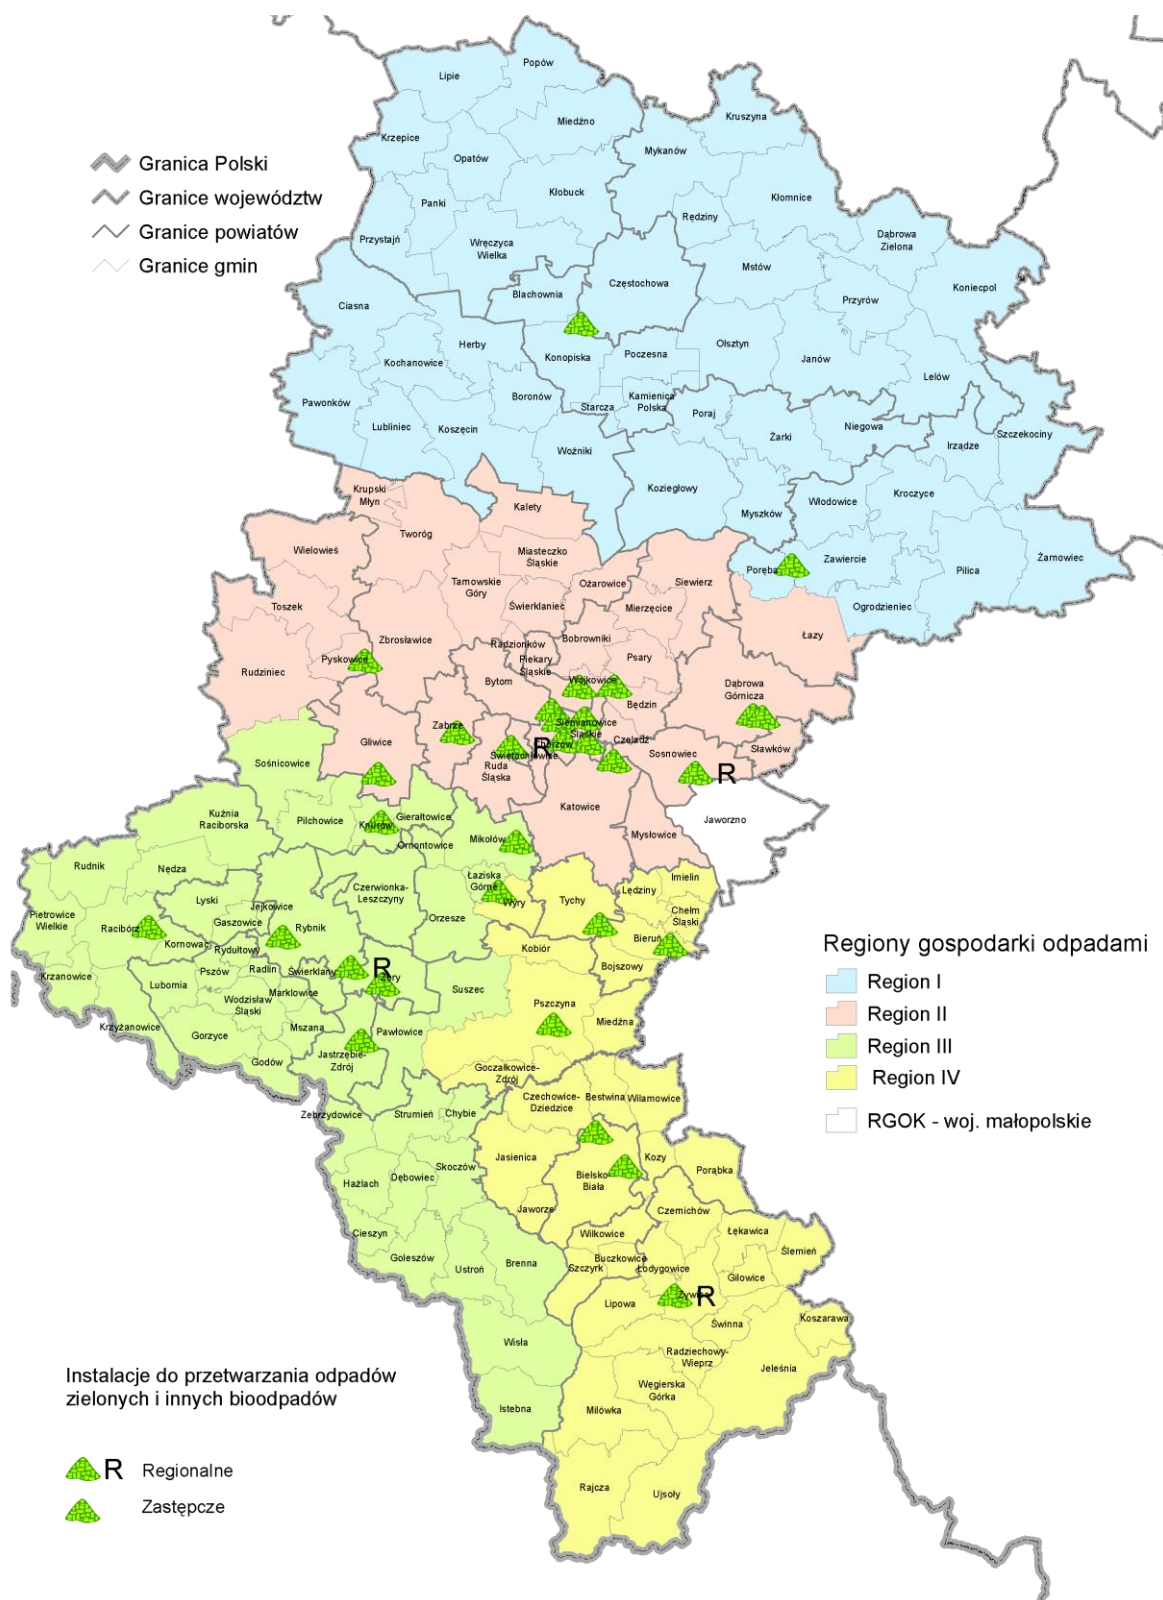 Popów
Lipie
Kruszyna
Miedźno
Krzepice
Mykanów
Opatów
Granica Polski
Kłobuck
Kłomnice
Granice województw
Panki
Rędziny
Granice powiatów
Dąbrowa
Zielona
Przystajń
Wręczyca
Wielka
Granice gmin
Mstów
Częstochowa
Koniecpol
Blachownia
Przyrów
Ciasna
Herby
Olsztyn
Konopiska
Poczesna
Janów
Kochanowice
Lelów
Boronów
Kamienica
Polska
Pawonków
Starcza
Poraj
Lubliniec
Koszęcin
Niegowa
Żarki
Szczekociny
Irządze
Woźniki
Koziegłowy
Krupski
Młyn
Kroczyce
Włodowice
Kalety
Myszków
Tworóg
Wielowieś
Miasteczko
Śląskie
Zawiercie
Żarnowiec
Poręba
Pilica
Tarnowskie
Góry
Ożarowice
Siewierz
Toszek
Świerklaniec
Mierzęcice
Ogrodzieniec
Zbrosławice
Radzionków
Bobrowniki
Łazy
Pyskowice
Piekary
Śląskie
Psary
Rudziniec
Bytom
Wojkowice
Dąbrowa
Górnicza
Będzin
Zabrze
Siemianowice
Śląskie
Gliwice
Chorzów
R
Czeladź
Świętochłowice
Sosnowiec
Sławków
Sośnicowice
Ruda
Śląska
R
Katowice
Kuźnia
Raciborska
Pilchowice
Gierałtowice
Knurów
Jaworzno
Mysłowice
Mikołów
Ornontowice
Rudnik
Nędza
Łaziska
Górne
Imielin
Czerwionka-
Leszczyny
Lędziny
Lyski
Wyry
Tychy
Jejkowice
Chełm
Śląski
Pietrowice
Wielkie
Orzesze
Gaszowice
Racibórz
Rybnik
Bieruń
Kornowac
Rydułtowy
Kobiór
Regiony gospodarki odpadami
Bojszowy
Pszów
Radlin
Świerklany
R
Żory
Krzanowice
Lubomia
Marklowice
Suszec
Region I
Wodzisław
Śląski
Pszczyna
Region II
Krzyżanowice
Mszana
Miedźna
Gorzyce
Pawłowice
Region III
Jastrzębie-
Zdrój
Godów
Goczałkowice-
Zdrój
Region IV
Czechowice-
Dziedzice
Bestwina
Wilamowice
Zebrzydowice
Strumień
Chybie
RGOK - woj. małopolskie
Jasienica
Kozy
Skoczów
Porąbka
Hażlach
Dębowiec
Bielsko-
Biała
Jaworze
Czernichów
Cieszyn
Wilkowice
Łękawica
Goleszów
Brenna
Buczkowice
Ślemień
Ustroń
Szczyrk
Łodygowice
Gilowice
Żywiec
R
Lipowa
Świnna
Koszarawa
Wisła
Radziechowy-
Wieprz
Jeleśnia
Instalacje do przetwarzania odpadów
zielonych i innych bioodpadów
Węgierska
Górka
Istebna
Milówka
R Regionalne
Rajcza
Ujsoły
Zastępcze